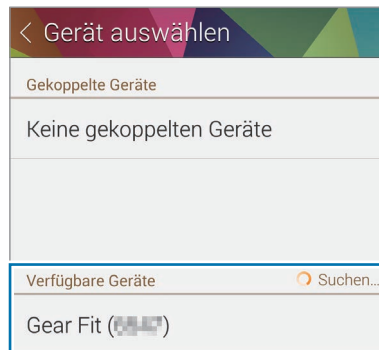 Gerät auswählen
Gekoppelte Geräte
Keine gekoppelten Geräte
Verfügbare Geräte Suchen...
Gear Fit ( )